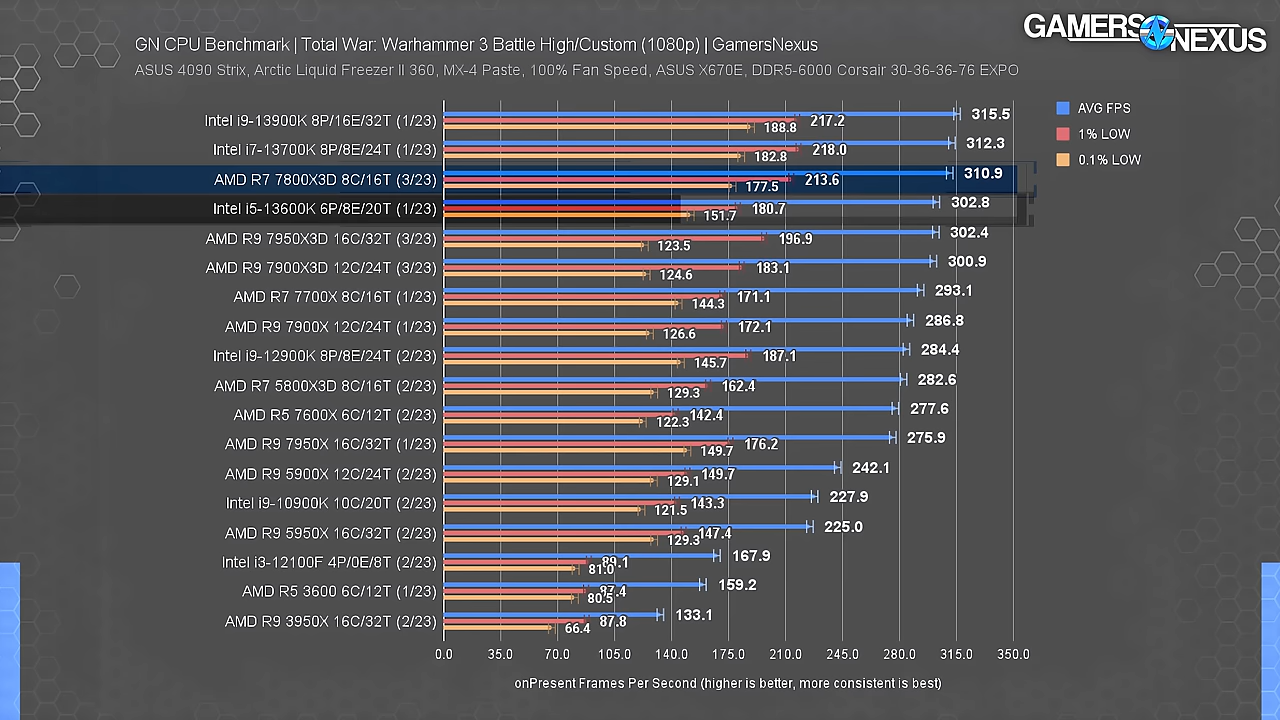 GAMERS NEXUS
GN CPU Benchmark | Total War: Warhammer 3 Battle High/Custom (1080p) | GamersNexus
ASUS 4090 Strix, Arctic Liquid Freezer II 360, MX-4 Paste, 100% Fan Speed, ASUS X670E, DDR5-6000 Corsair 30-36-36-76 EXPO
AVG FPS
1% LOW
0.1% LOW
Intel i9-13900K 8P/16E/32T (1/23) 315.5 217.2 188.8
Intel i7-13700K 8P/8E/24T (1/23) 312.3 218.0 182.8
AMD R7 7800X3D 8C/16T (3/23) 310.9 213.6 177.5
Intel i5-13600K 6P/8E/20T (1/23) 302.8 180.7 151.7
AMD R9 7950X3D 16C/32T (3/23) 302.4 196.9 123.5
AMD R9 7900X3D 12C/24T (3/23) 300.9 183.1 124.6
AMD R7 7700X 8C/16T (1/23) 293.1 171.1 144.3
AMD R9 7900X 12C/24T (1/23) 286.8 172.1 126.6
Intel i9-12900K 8P/8E/24T (2/23) 284.4 187.1 145.7
AMD R7 5800X3D 8C/16T (2/23) 282.6 162.4 129.3
AMD R5 7600X 6C/12T (2/23) 277.6 142.4 122.3
AMD R9 7950X 16C/32T (1/23) 275.9 176.2 149.7
AMD R9 5900X 12C/24T (2/23) 242.1 149.7 129.1
Intel i9-10900K 10C/20T (2/23) 227.9 143.3 121.5
AMD R9 5950X 16C/32T (2/23) 225.0 147.4 129.3
Intel i3-12100F 4P/0E/8T (2/23) 167.9 89.1 81.0
AMD R5 3600 6C/12T (1/23) 159.2 87.4 80.5
AMD R9 3950X 16C/32T (2/23) 133.1 87.8 66.4
0.0 35.0 70.0 105.0 140.0 175.0 210.0 245.0 280.0 315.0 350.0
onPresent Frames Per Second (higher is better, more consistent is best)